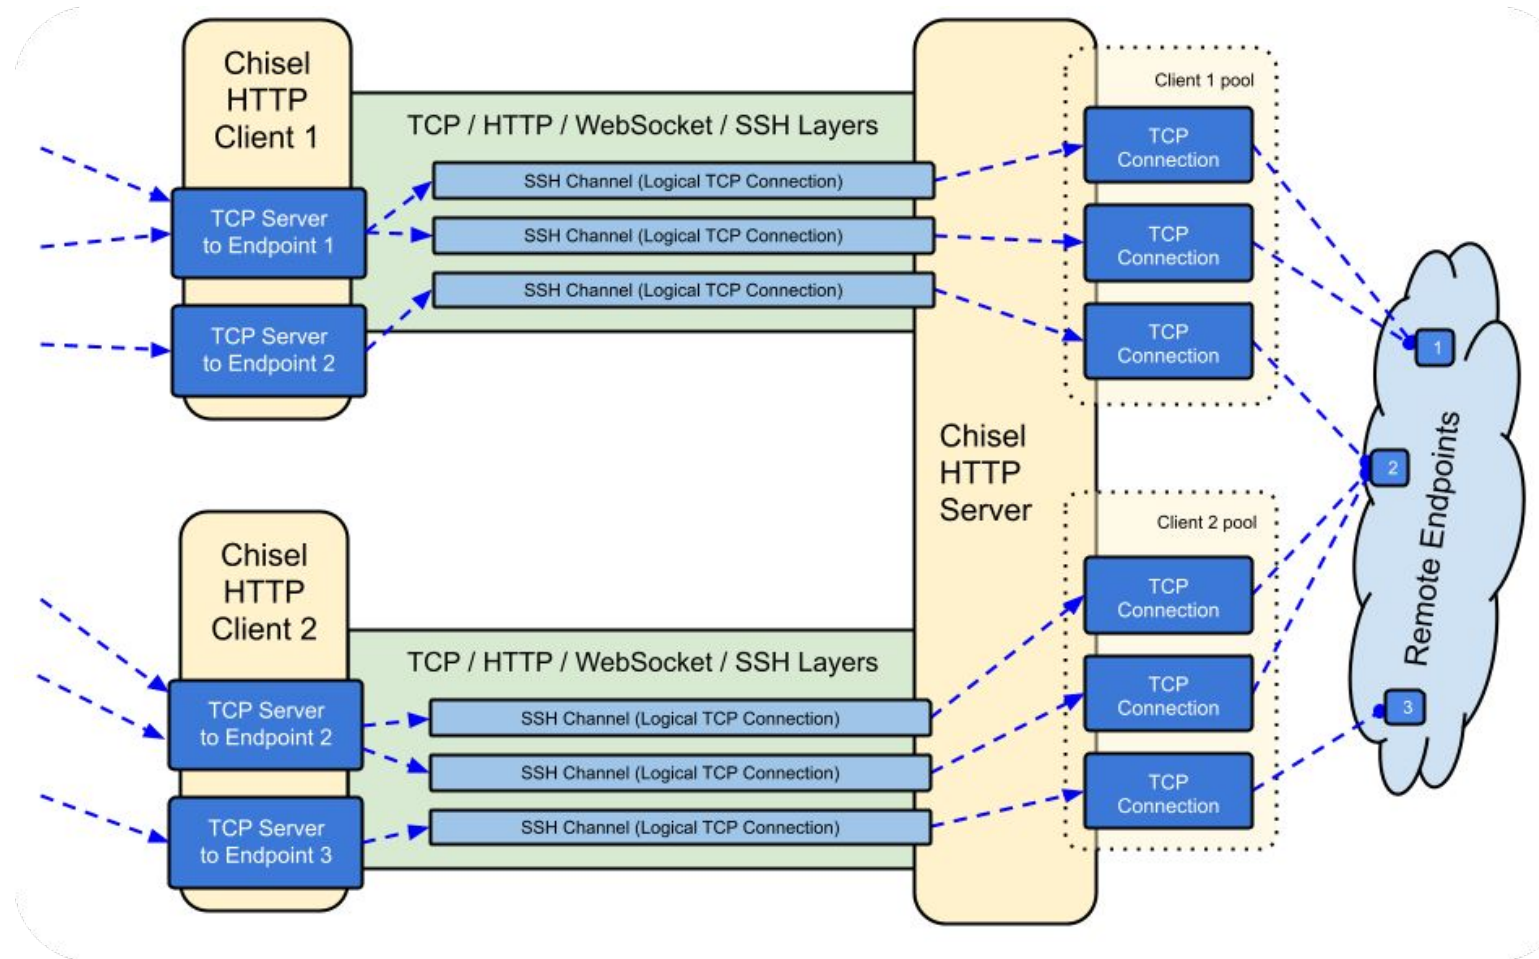 Chisel
HTTP
Client 1
TCP Server
to Endpoint 1
TCP Server
to Endpoint 2
TCP / HTTP / WebSocket / SSH Layers
SSH Channel (Logical TCP Connection)
SSH Channel (Logical TCP Connection)
SSH Channel (Logical TCP Connection)
Chisel
HTTP
Server
Client 1 pool
TCP
Connection
TCP
Connection
TCP
Connection
Chisel
HTTP
Client 2
TCP Server
to Endpoint 2
TCP Server
to Endpoint 3
TCP / HTTP / WebSocket / SSH Layers
SSH Channel (Logical TCP Connection)
SSH Channel (Logical TCP Connection)
SSH Channel (Logical TCP Connection)
Client 2 pool
TCP
Connection
TCP
Connection
TCP
Connection
1
2
3
Remote Endpoints